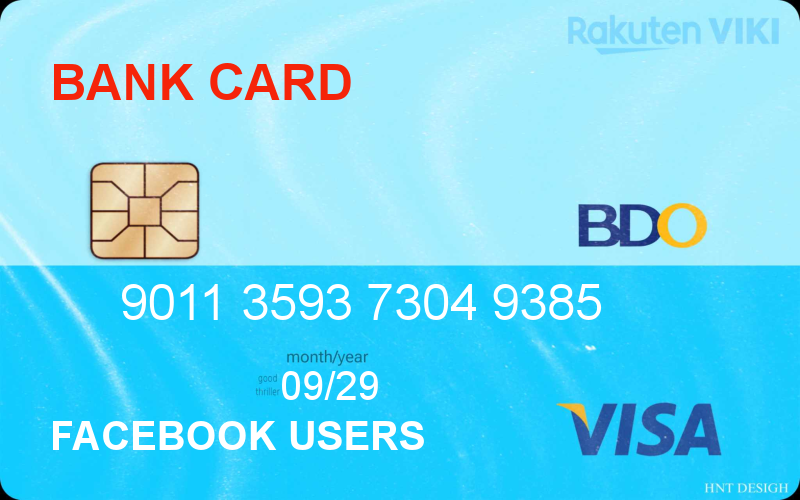 Rakuten VIKI
BANK CARD
BDO
9011 3593 7304 9385
month/year
good
thriller
09/29
FACEBOOK USERS
VISA
HNT DESIGH